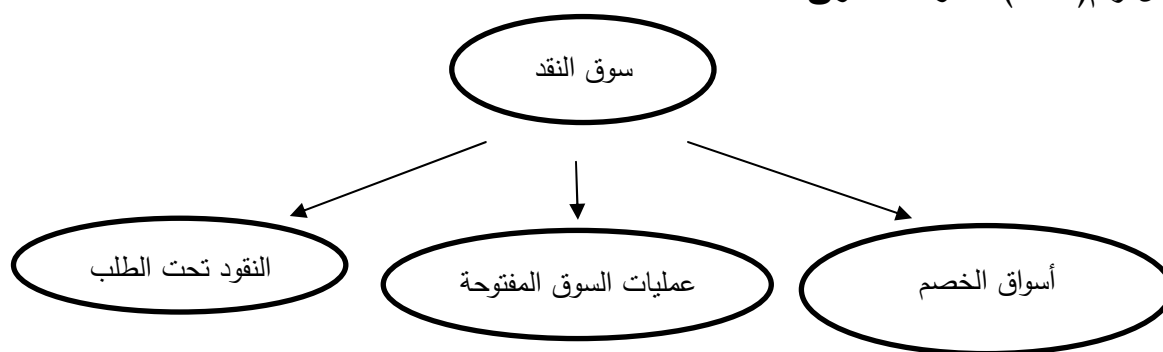 سوق النقد
أسواق الخصم
عمليات السوق المفتوحة
النقود تحت الطلب